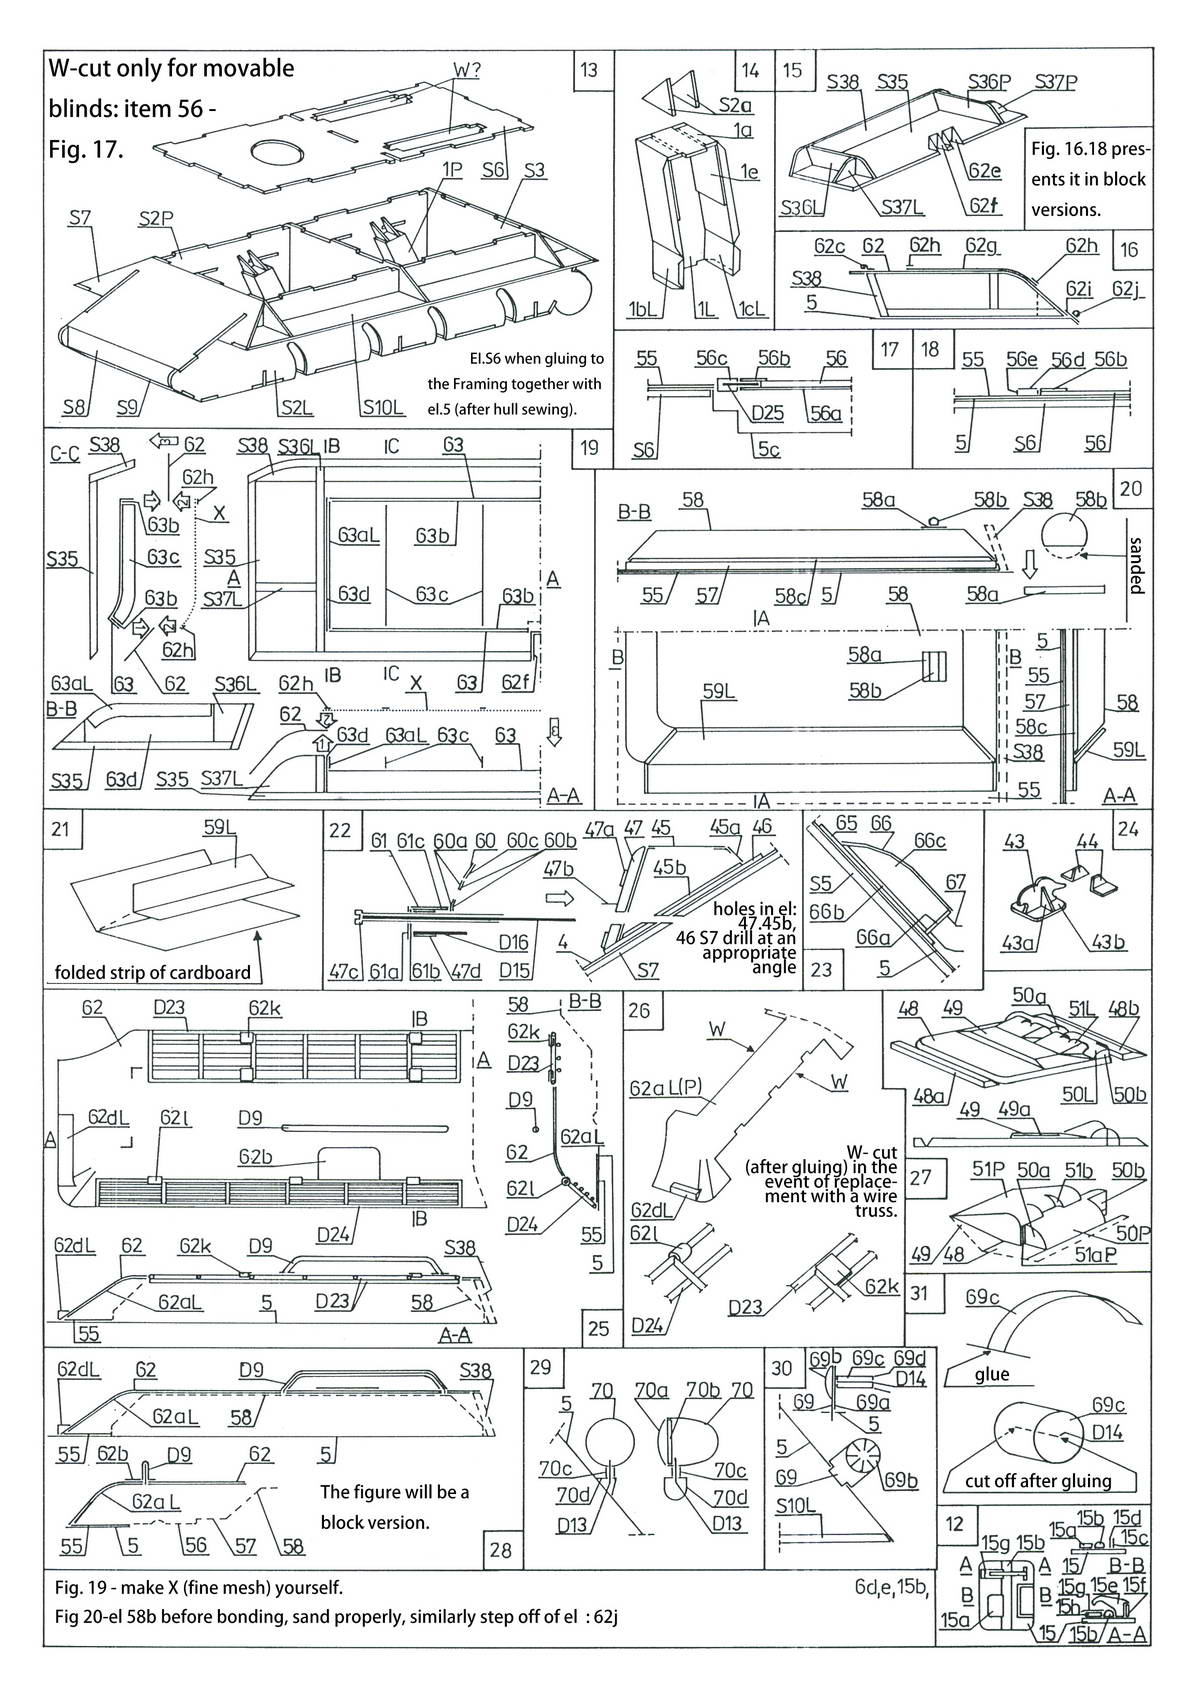 W-cut only for movable
blinds: item 56 -
Fig. 17.
13
W?
S6
S3
1P
S7
S2P
S8
S9
S2L
S10L
El.S6 when gluing to
the Framing together with
el.5 (after hull sewing).
14
S2a
1a
1e
1bL
1L
1cL
15
S38
S35
S36P
S37P
62e
62f
S36L
S37L
Fig. 16.18 pres-
ents it in block
versions.
16
62c
62
62h
62g
62h
S38
5
62i
62j
17
55
56c
56b
56
D25
56a
S6
5c
18
55
56e
56d
56b
5
S6
56
19
C-C
S38
3
62
62h
X
63b
63c
S35
63b
1
2
62h
63
62
S38
S36L
IB
IC
63
63aL
63b
S35
A
A
S37L
63d
63c
63b
IB
IC
X
63
62f
63aL
S36L
B-B
S35
63d
62h
62
63d
63aL
63c
63
S35
S37L
3
A-A
20
B-B
58
58a
58b
S38
58b
sanded
55
57
58c
5
58a
IA
58
B
B
58a
58b
59L
5
55
57
58c
58
S38
59L
55
IA
A-A
21
59L
folded strip of cardboard
22
61
61c
60a
60
60c
60b
47c
61a
61b
47d
D16
D15
47a
47
45
45a
46
47b
45b
4
S7
holes in el:
47.45b,
46 S7 drill at an
appropriate
angle
23
65
66
66c
S5
66b
67
66a
5
24
43
44
43a
43b
62
D23
62k
IB
A
A
62dL
62l
D9
62b
D24
IB
58
B-B
62k
D23
D9
62aL
62
62l
D24
55
5
62dL
62
62k
D9
S38
62aL
5
D23
58
55
A-A
25
26
W
W
62a L(P)
62dL
W- cut
(after gluing) in the
event of replace-
ment with a wire
truss.
62l
D24
D23
62k
48
49
50a
51L
48b
48a
50L
50b
49
49a
27
51P
50a
51b
50b
49
48
51aP
50P
31
69c
glue
69c
D14
cut off after gluing
62dL
62
D9
S38
62aL
58
55
5
62b
D9
62
62a L
55
5
56
57
58
The figure will be a
block version.
28
29
5
70
70a
70b
70
70c
70d
D13
70c
70d
D13
30
69b
69c
69d
D14
69
69a
5
5
69
69b
S10L
12
15g
15b
A
A
B
B
15a
15
15a
15b
15d
15c
15
B-B
15g
15e
15f
15h
15b
A-A
Fig. 19 - make X (fine mesh) yourself.
Fig 20-el 58b before bonding, sand properly, similarly step off of el : 62j
6d,e,15b,